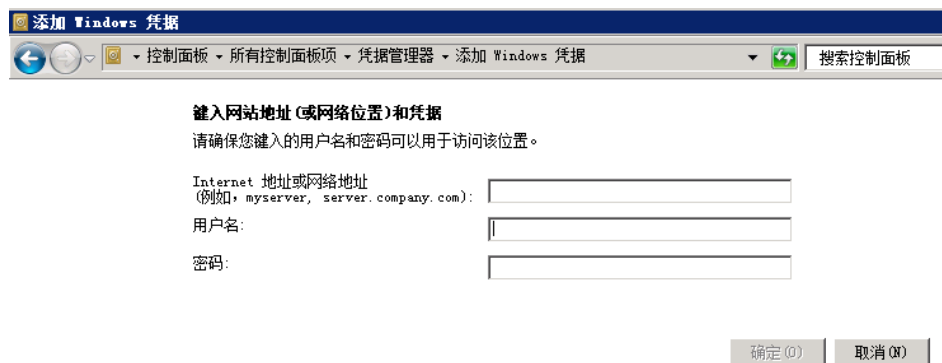 添加 Windows 凭据
控制面板 所有控制面板项 凭据管理器 添加 Windows 凭据
搜索控制面板
键入网站地址(或网络位置)和凭据
请确保您键入的用户名和密码可以用于访问该位置。
Internet 地址或网络地址
(例如，myserver, server.company.com):
用户名:
密码:
确定(O)
取消(N)